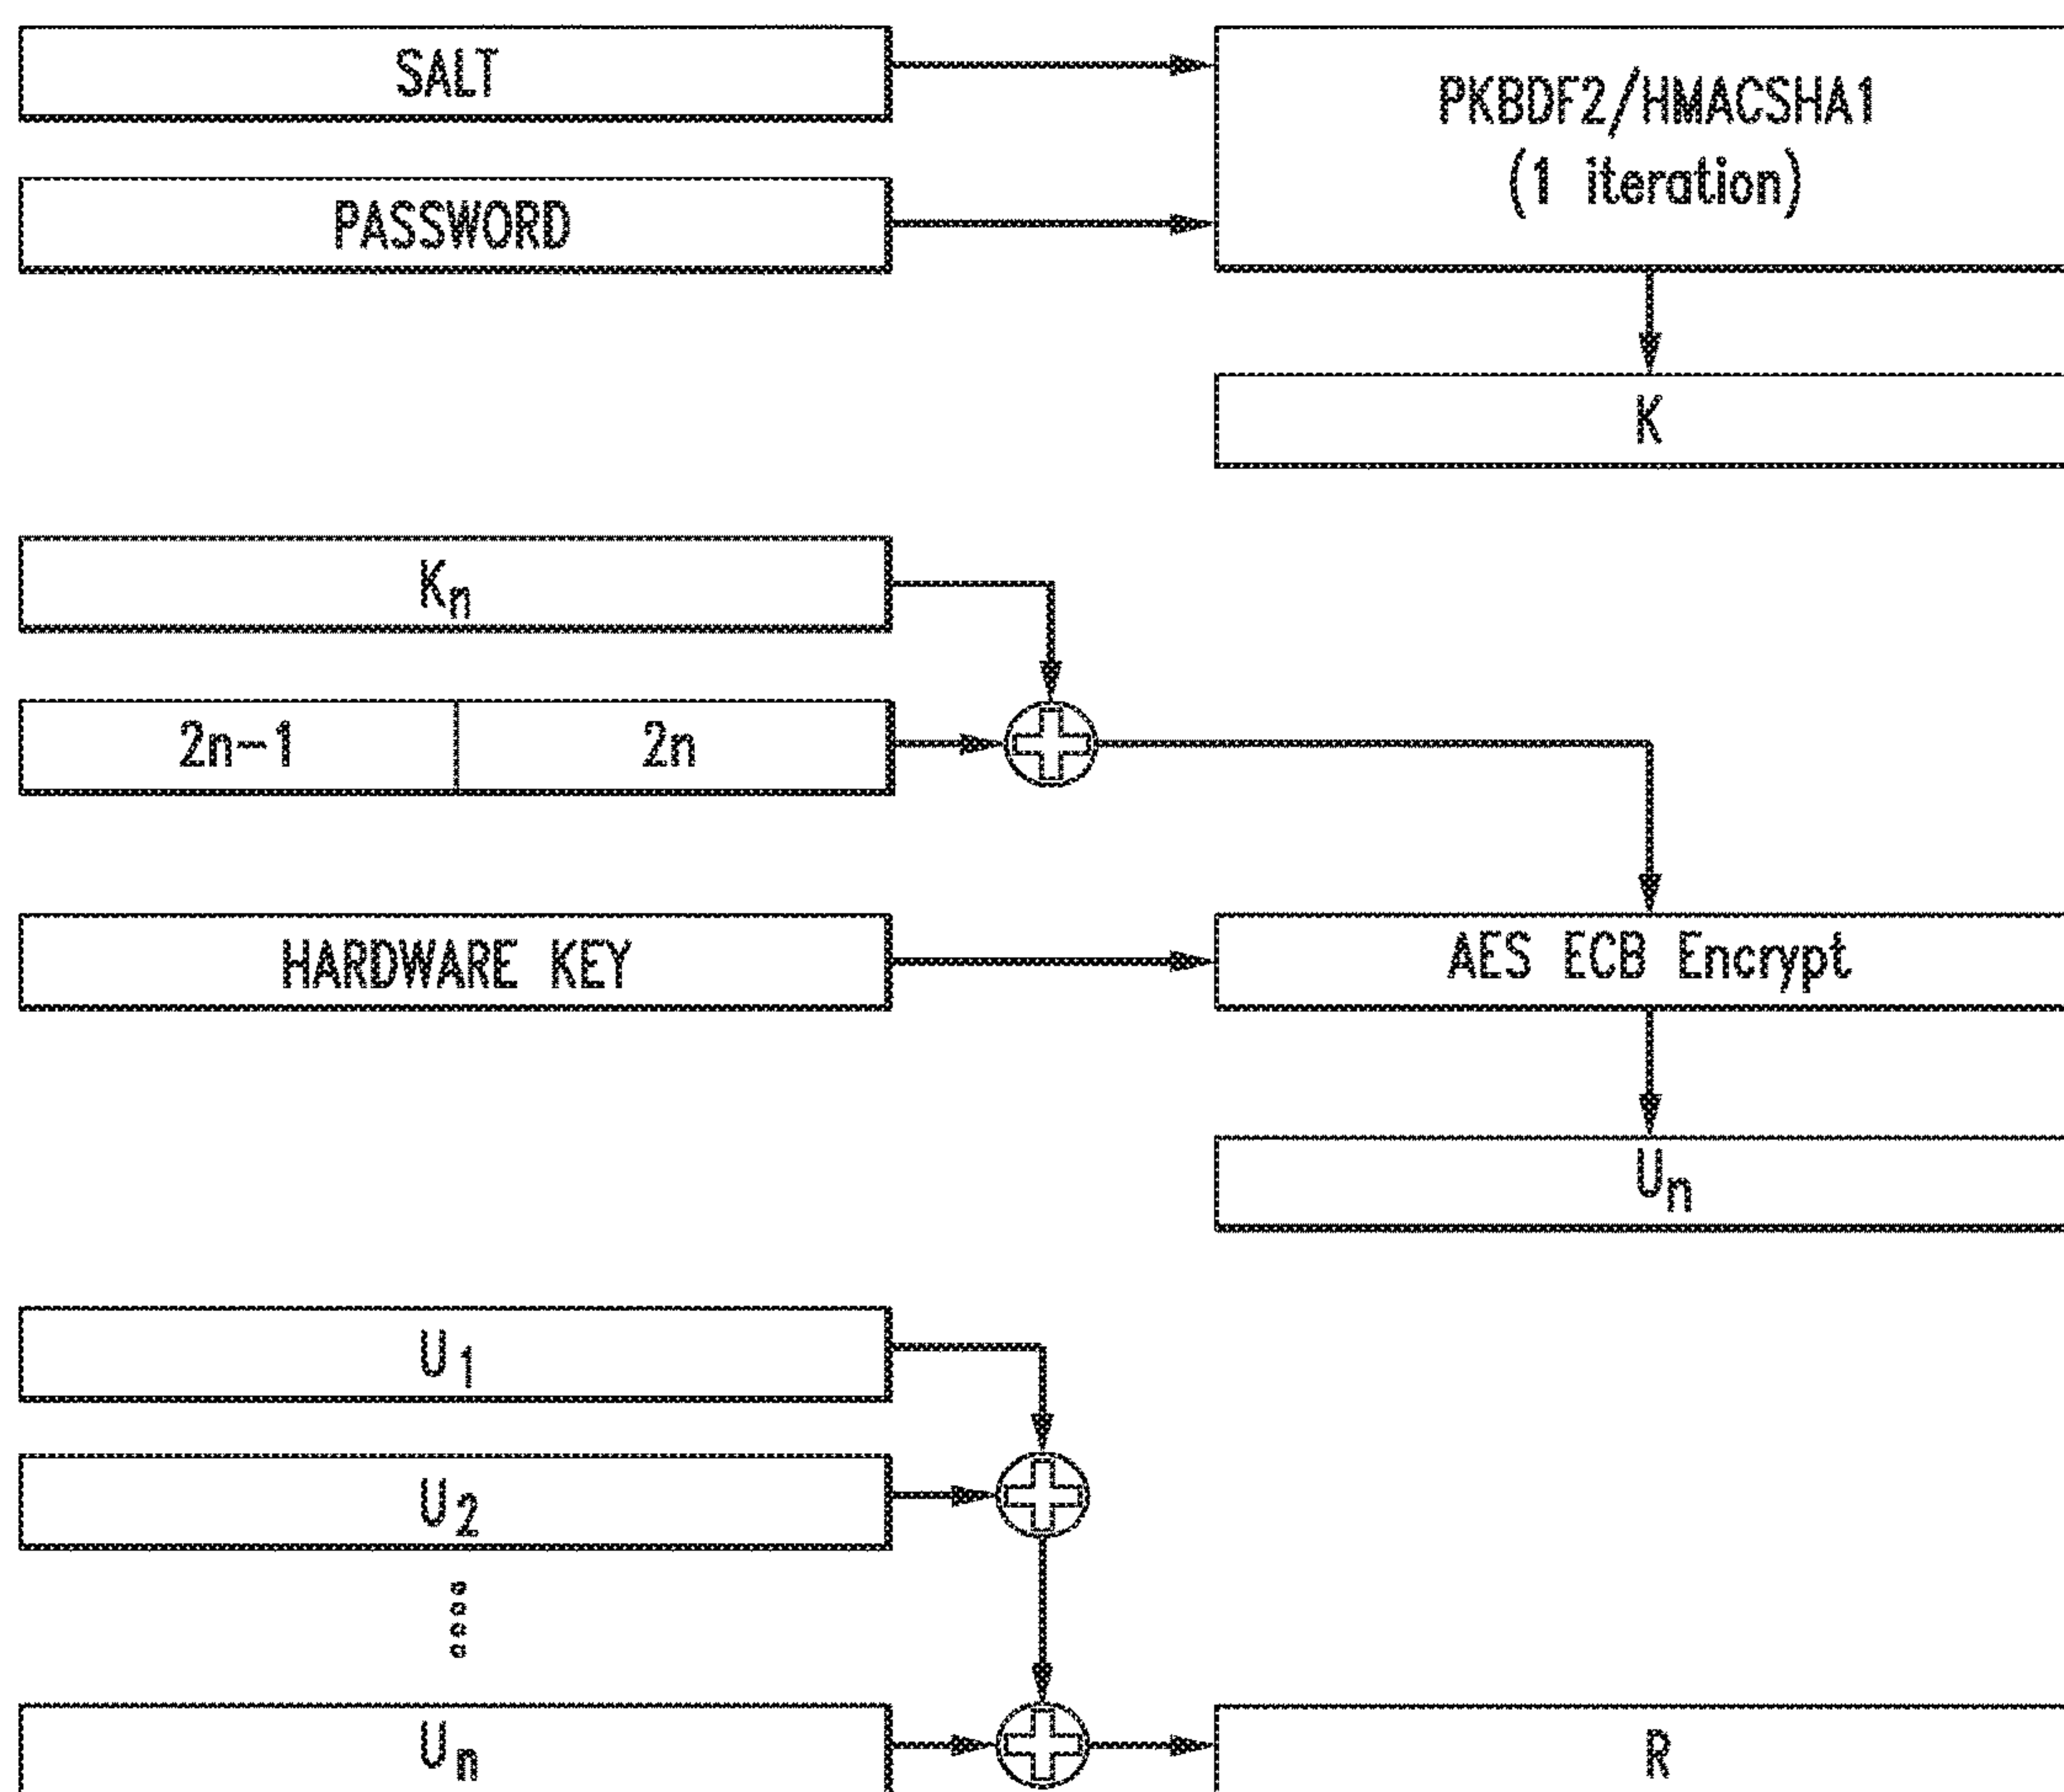 SALT
PKBDF2/HMACSHA1
(1 iteration)
PASSWORD
K
Kn
2n-1 2n
HARDWARE KEY
AES ECB Encrypt
Un
U1
U2
Un
R